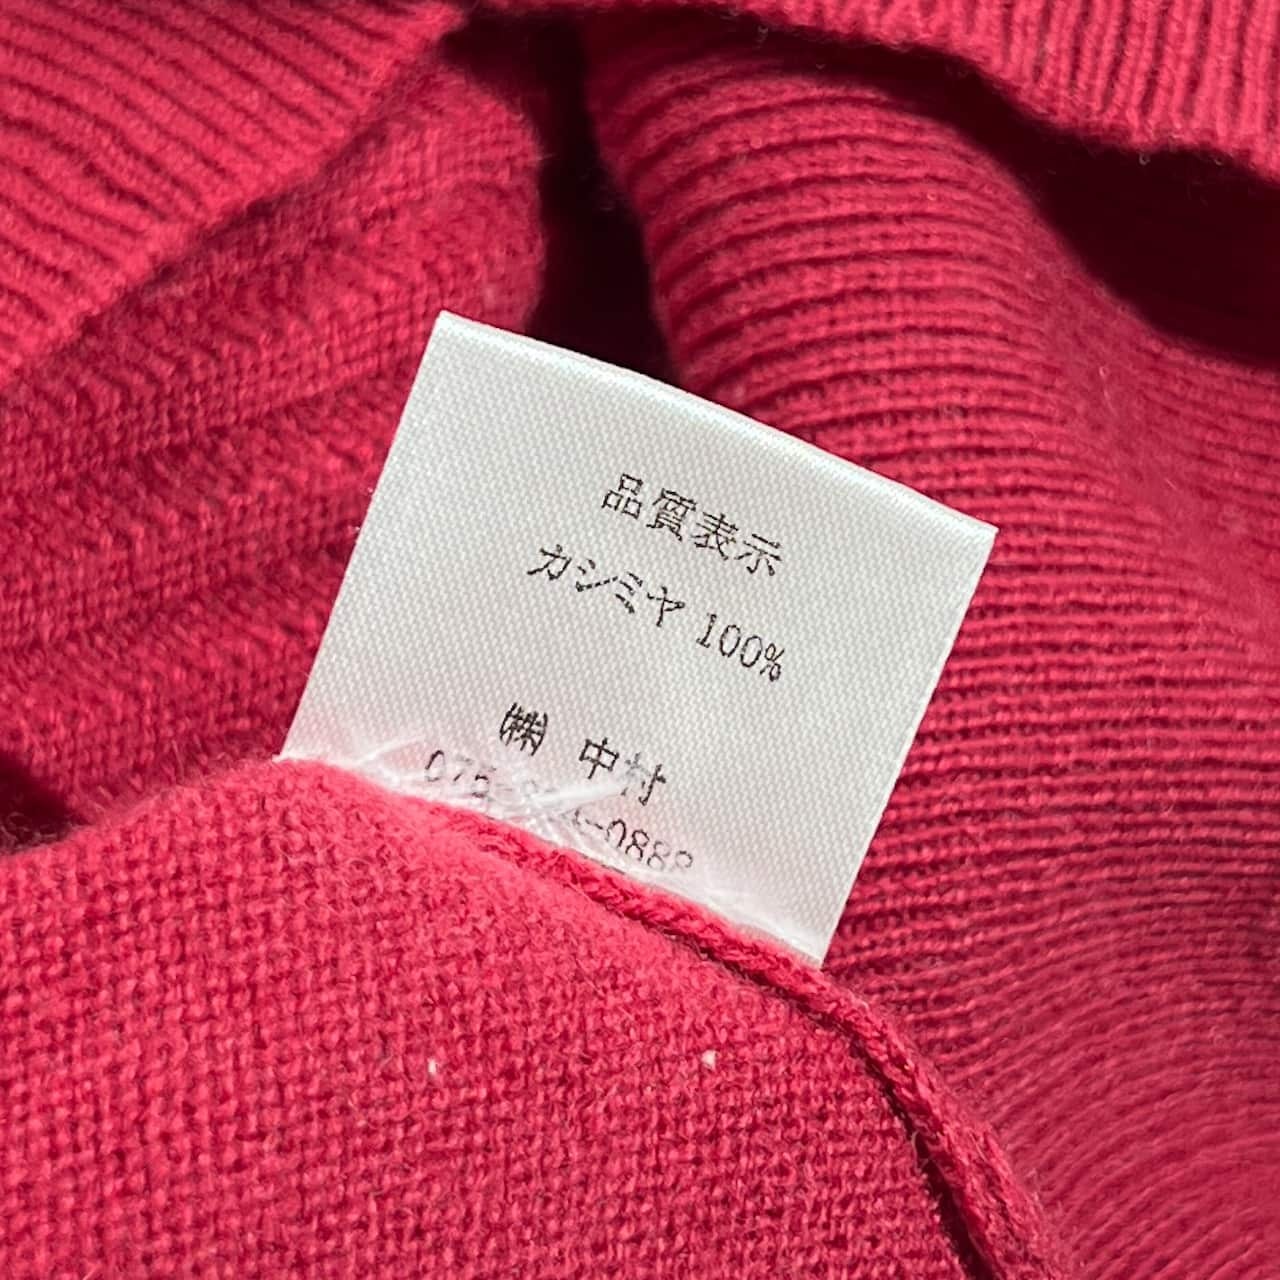 品質表示
カシミヤ 100%
㈱ 中村